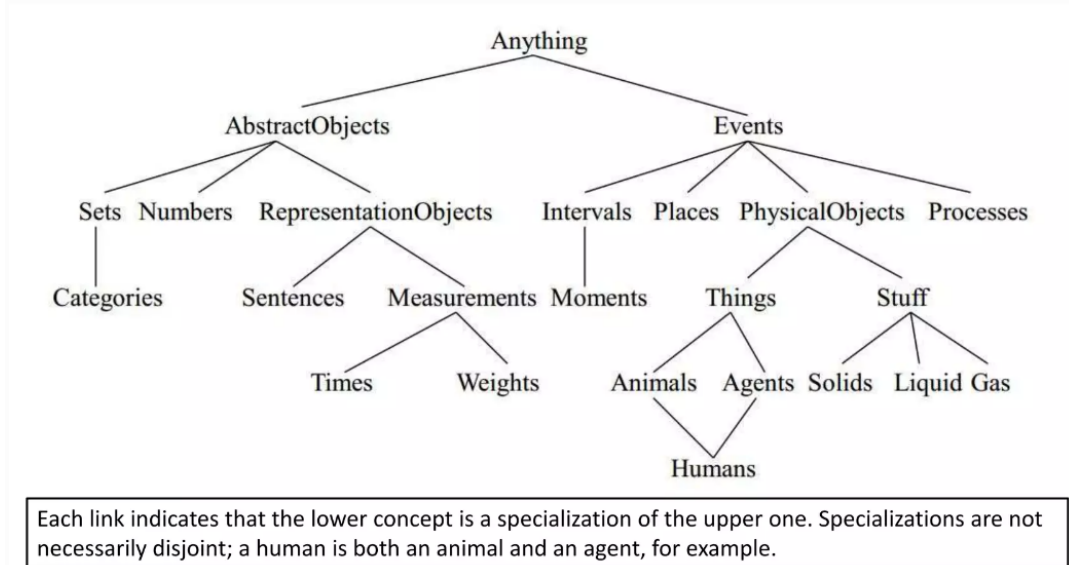 Anything
AbstractObjects Events
Sets Numbers RepresentationObjects Intervals Places PhysicalObjects Processes
Categories Sentences Measurements Moments Things Stuff
Times Weights Animals Agents Solids Liquid Gas
Humans
Each link indicates that the lower concept is a specialization of the upper one. Specializations are not
necessarily disjoint; a human is both an animal and an agent, for example.